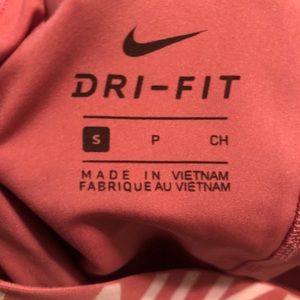 DRI-FIT
S P CH
MADE IN VIETNAM
FABRIQUE AU VIETNAM